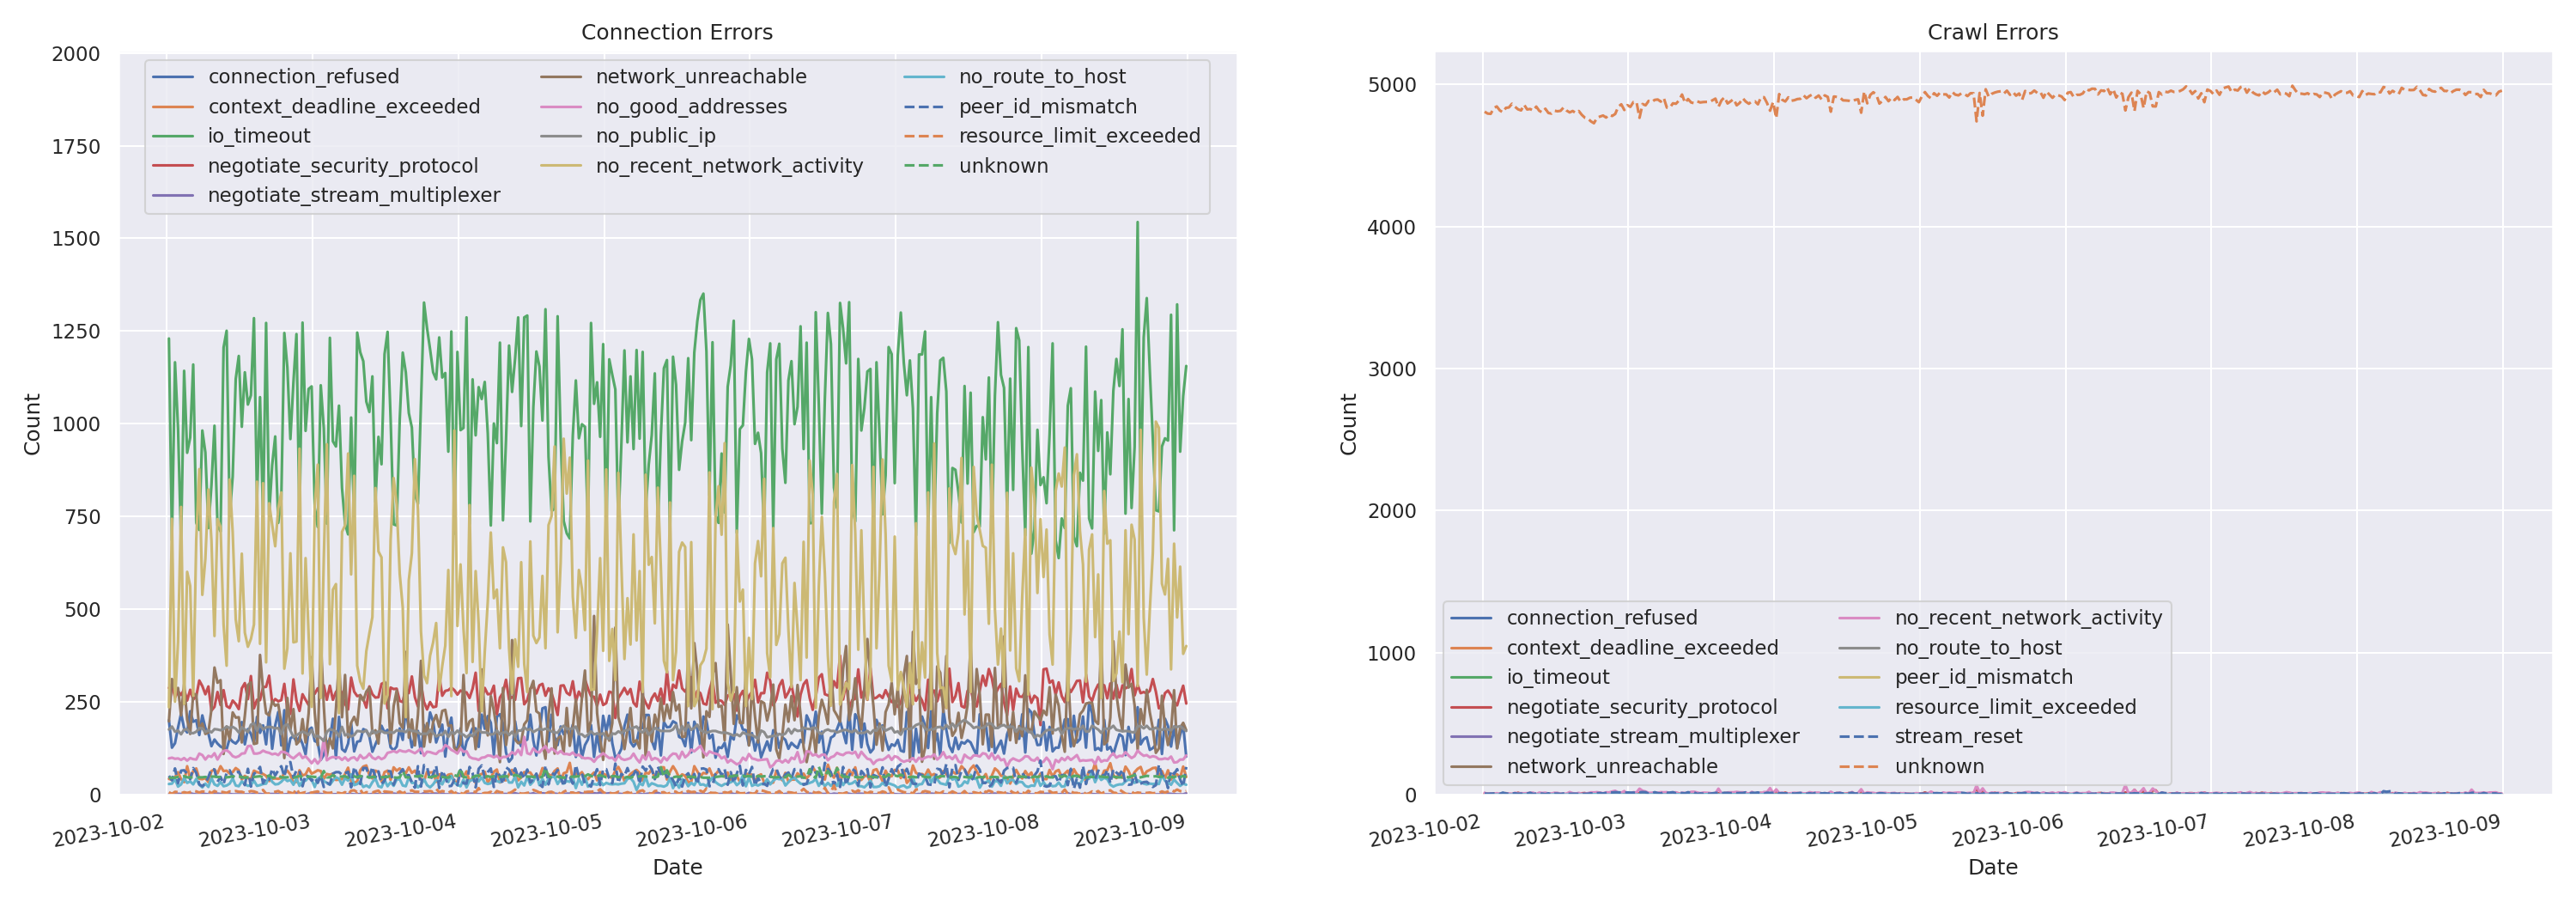 Connection Errors
2000
1750
1500
1250
1000
750
500
250
0
Count
connection_refused
context_deadline_exceeded
io_timeout
negotiate_security_protocol
negotiate_stream_multiplexer
network_unreachable
no_good_addresses
no_public_ip
no_recent_network_activity
no_route_to_host
peer_id_mismatch
resource_limit_exceeded
unknown
2023-10-02
2023-10-03
2023-10-04
2023-10-05
2023-10-06
2023-10-07
2023-10-08
2023-10-09
Date
Crawl Errors
5000
4000
3000
2000
1000
0
Count
connection_refused
context_deadline_exceeded
io_timeout
negotiate_security_protocol
negotiate_stream_multiplexer
network_unreachable
no_recent_network_activity
no_route_to_host
peer_id_mismatch
resource_limit_exceeded
stream_reset
unknown
2023-10-02
2023-10-03
2023-10-04
2023-10-05
2023-10-06
2023-10-07
2023-10-08
2023-10-09
Date